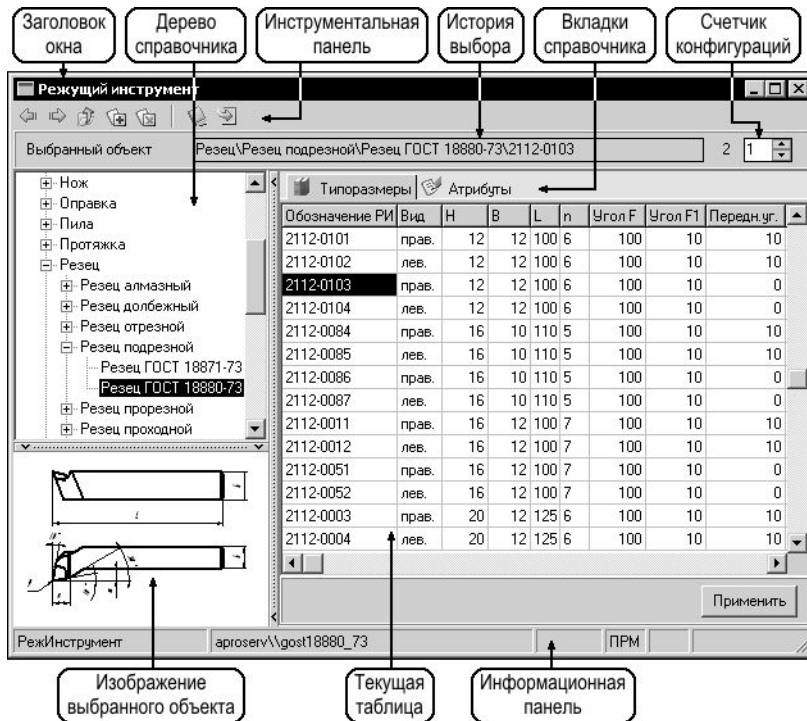 Заголовок окна
Дерево справочника
Инструментальная панель
История выбора
Вкладки справочника
Счетчик конфигураций
Режущий инструмент
Выбранный объект Резец\Резец подрезной\Резец ГОСТ 18880-73\2112-0103 2 1
Нож
Оправка
Пила
Протяжка
Резец
Резец алмазный
Резец долбежный
Резец отрезной
Резец подрезной
Резец ГОСТ 18871-73
Резец ГОСТ 18880-73
Резец прорезной
Резец проходной
Типоразмеры Атрибуты
Обозначение РИ Вид H B L n Угол F Угол F1 Передн.уг.
2112-0101 прав. 12 12 100 6 100 10 10
2112-0102 лев. 12 12 100 6 100 10 10
2112-0103 прав. 12 12 100 6 100 10 0
2112-0104 лев. 12 12 100 6 100 10 0
2112-0084 прав. 16 10 110 5 100 10 10
2112-0085 лев. 16 10 110 5 100 10 10
2112-0086 прав. 16 10 110 5 100 10 0
2112-0087 лев. 16 10 110 5 100 10 0
2112-0011 прав. 16 12 100 7 100 10 10
2112-0012 лев. 16 12 100 7 100 10 10
2112-0051 прав. 16 12 100 7 100 10 0
2112-0052 лев. 16 12 100 7 100 10 0
2112-0003 прав. 20 12 125 6 100 10 10
2112-0004 лев. 20 12 125 6 100 10 10
Применить
РежИнструмент aproserv\\gost18880_73 ПРМ
Изображение выбранного объекта
Текущая таблица
Информационная панель